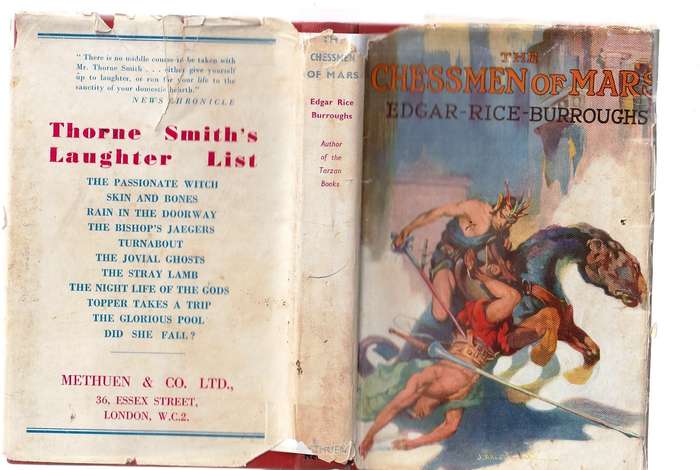 "There is no middle course to be taken with
Mr. Thorne Smith . . . either give yourself
up to laughter, or run for your life to the
sanctity of your domestic hearth."
NEWS CHRONICLE
Thorne Smith's
Laughter List
THE PASSIONATE WITCH
SKIN AND BONES
RAIN IN THE DOORWAY
THE BISHOP'S JAEGERS
TURNABOUT
THE JOVIAL GHOSTS
THE STRAY LAMB
THE NIGHT LIFE OF THE GODS
TOPPER TAKES A TRIP
THE GLORIOUS POOL
DID SHE FALL?
METHUEN & CO. LTD.,
36, ESSEX STREET,
LONDON, W.C.2.
THE
CHESSMEN
OF MARS
Edgar Rice
Burroughs
Author
of the
Tarzan
Books
METHUEN
THE
CHESSMEN OF MARS
EDGAR-RICE-BURROUGHS